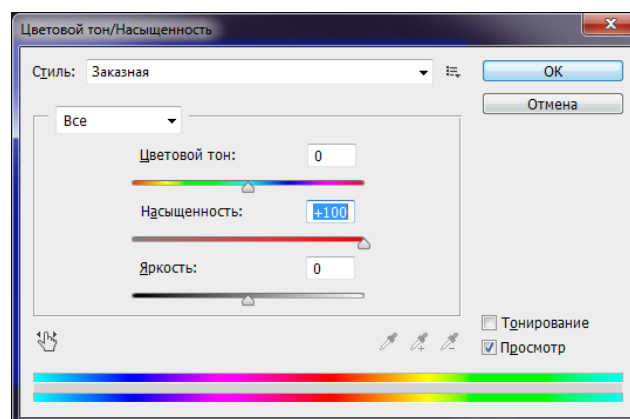 Цветовой тон/Насыщенность
Стиль: Заказная
OK
Отмена
Все
Цветовой тон: 0
Насыщенность: +100
Яркость: 0
Тонирование
Просмотр